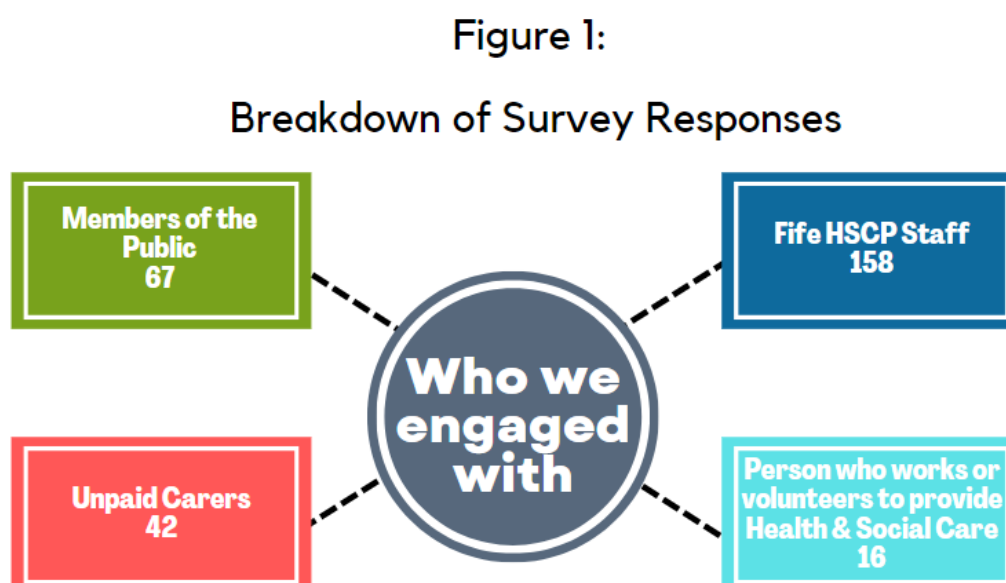 Figure 1:
Breakdown of Survey Responses
Members of the
Public
67
Fife HSCP Staff
158
Who we
engaged
with
Unpaid Carers
42
Person who works or
volunteers to provide
Health & Social Care
16